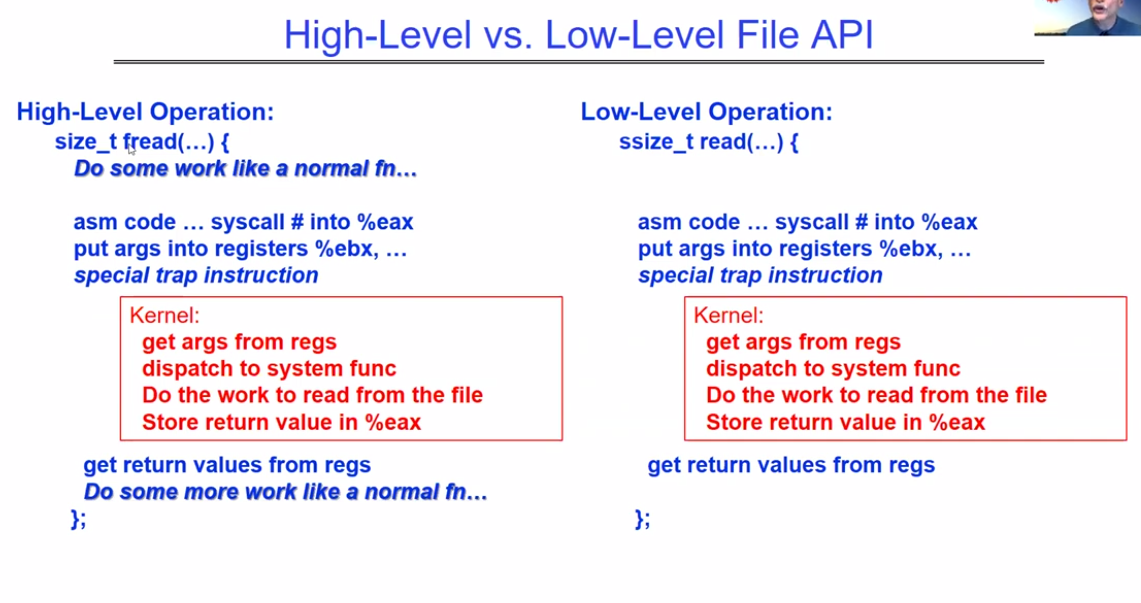 High-Level vs. Low-Level File API
High-Level Operation:
size_t fread(…) {
Do some work like a normal fn…
asm code … syscall # into %eax
put args into registers %ebx, …
special trap instruction
Kernel:
get args from regs
dispatch to system func
Do the work to read from the file
Store return value in %eax
get return values from regs
Do some more work like a normal fn…
};
Low-Level Operation:
ssize_t read(…) {
asm code … syscall # into %eax
put args into registers %ebx, …
special trap instruction
Kernel:
get args from regs
dispatch to system func
Do the work to read from the file
Store return value in %eax
get return values from regs
};